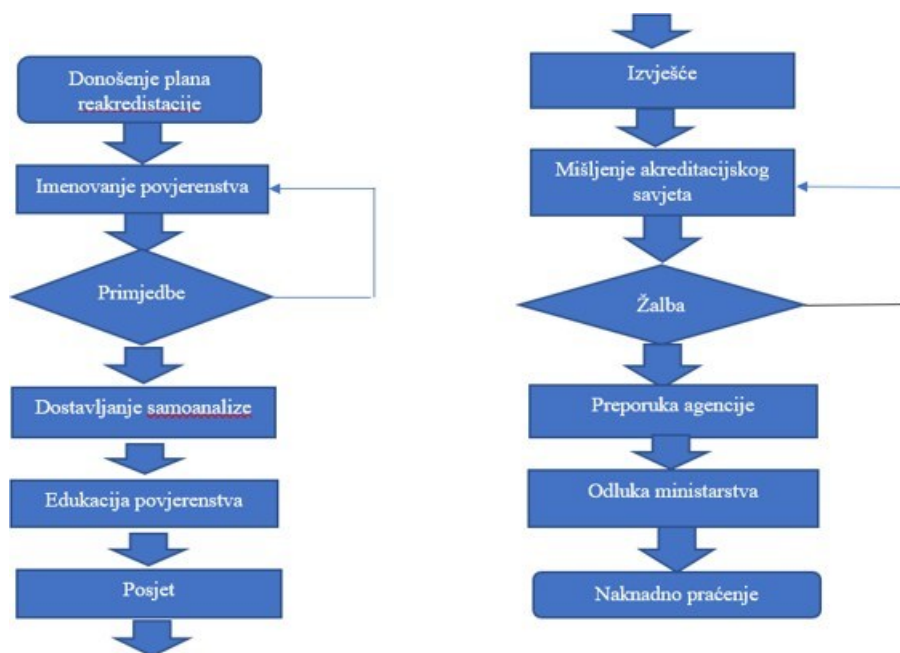 Donošenje plana
reakredistacije
Imenovanje povjerenstva
Primjedbe
Dostavljanje samoanalize
Edukacija povjerenstva
Posjet
Izvješće
Mišljenje akreditacijskog
savjeta
Žalba
Preporuka agencije
Odluka ministarstva
Naknadno praćenje